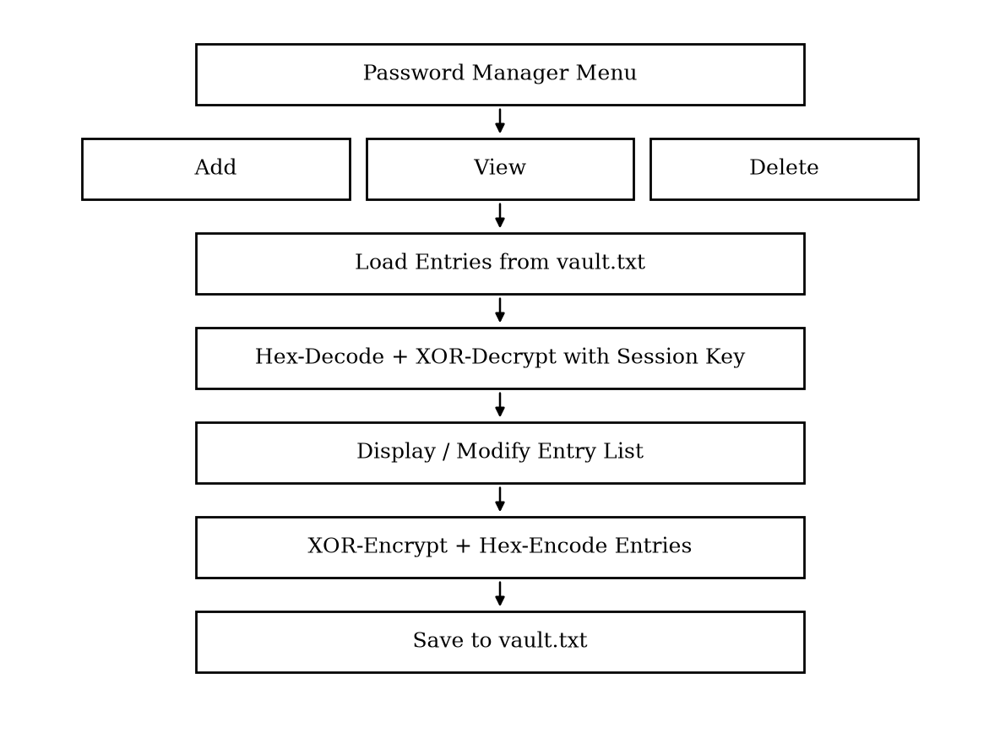 Password Manager Menu
Add
View
Delete
Load Entries from vault.txt
Hex-Decode + XOR-Decrypt with Session Key
Display / Modify Entry List
XOR-Encrypt + Hex-Encode Entries
Save to vault.txt